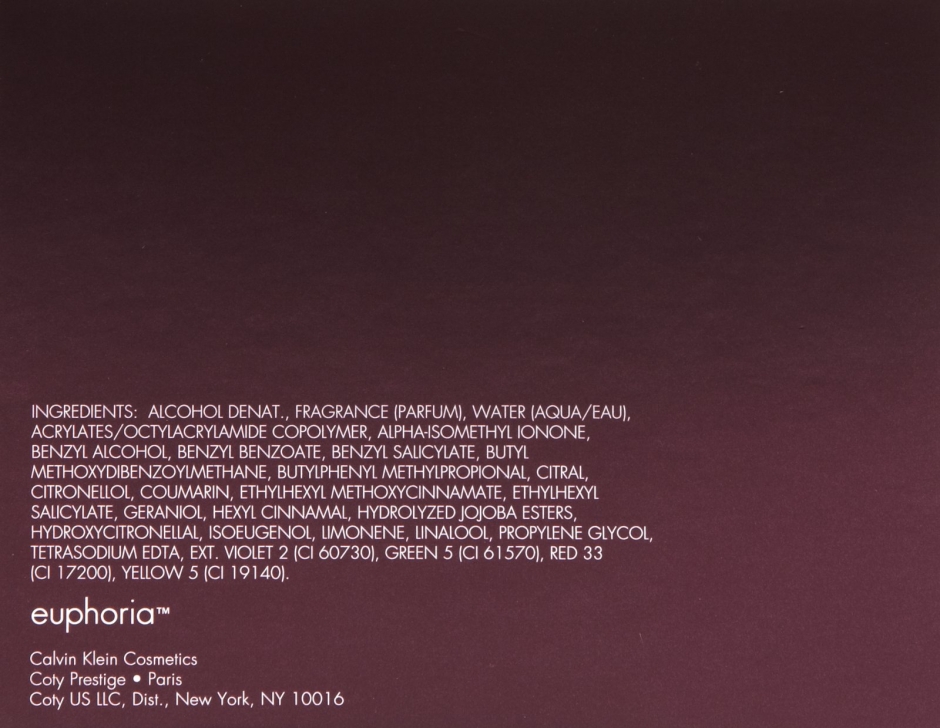 INGREDIENTS: ALCOHOL DENAT., FRAGRANCE (PARFUM), WATER (AQUA/EAU),
ACRYLATES/OCTYLACRYLAMIDE COPOLYMER, ALPHA-ISOMETHYL IONONE,
BENZYL ALCOHOL, BENZYL BENZOATE, BENZYL SALICYLATE, BUTYL
METHOXYDIBENZOYLMETHANE, BUTYLPHENYL METHYLPROPIONAL, CITRAL,
CITRONELLOL, COUMARIN, ETHYLHEXYL METHOXYCINNAMATE, ETHYLHEXYL
SALICYLATE, GERANIOL, HEXYL CINNAMAL, HYDROLYZED JOJOBA ESTERS,
HYDROXYCITRONELLAL, ISOEUGENOL, LIMONENE, LINALOOL, PROPYLENE GLYCOL,
TETRASODIUM EDTA, EXT. VIOLET 2 (CI 60730), GREEN 5 (CI 61570), RED 33
(CI 17200), YELLOW 5 (CI 19140).
euphoria™
Calvin Klein Cosmetics
Coty Prestige • Paris
Coty US LLC, Dist., New York, NY 10016